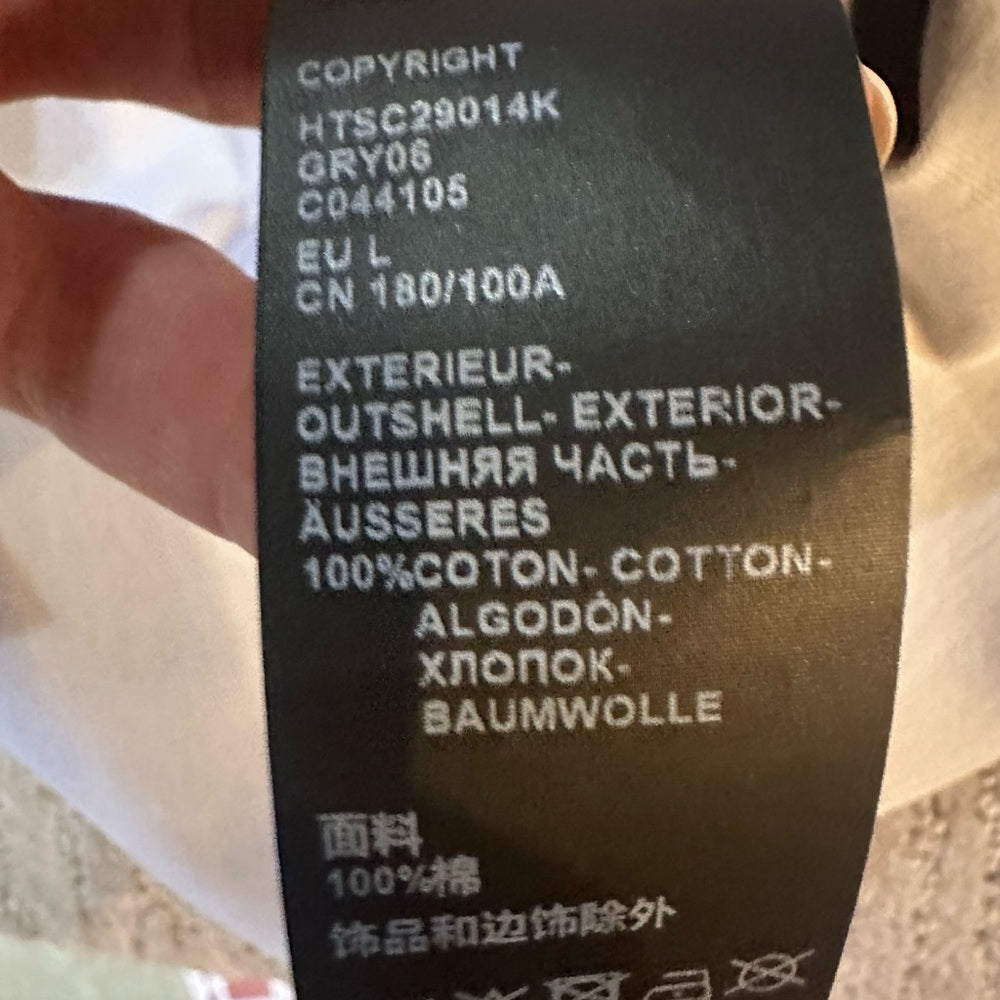 COPYRIGHT
HTSC29014K
GRY06
C044105
EU L
CN 180/100A
EXTERIEUR-
OUTSHELL- EXTERIOR-
ВНЕШНЯЯ ЧАСТЬ-
ÄUSSERES
100%COTON- COTTON-
ALGODÓN-
ХЛОПОК-
BAUMWOLLE
面料
100%棉
饰品和边饰除外